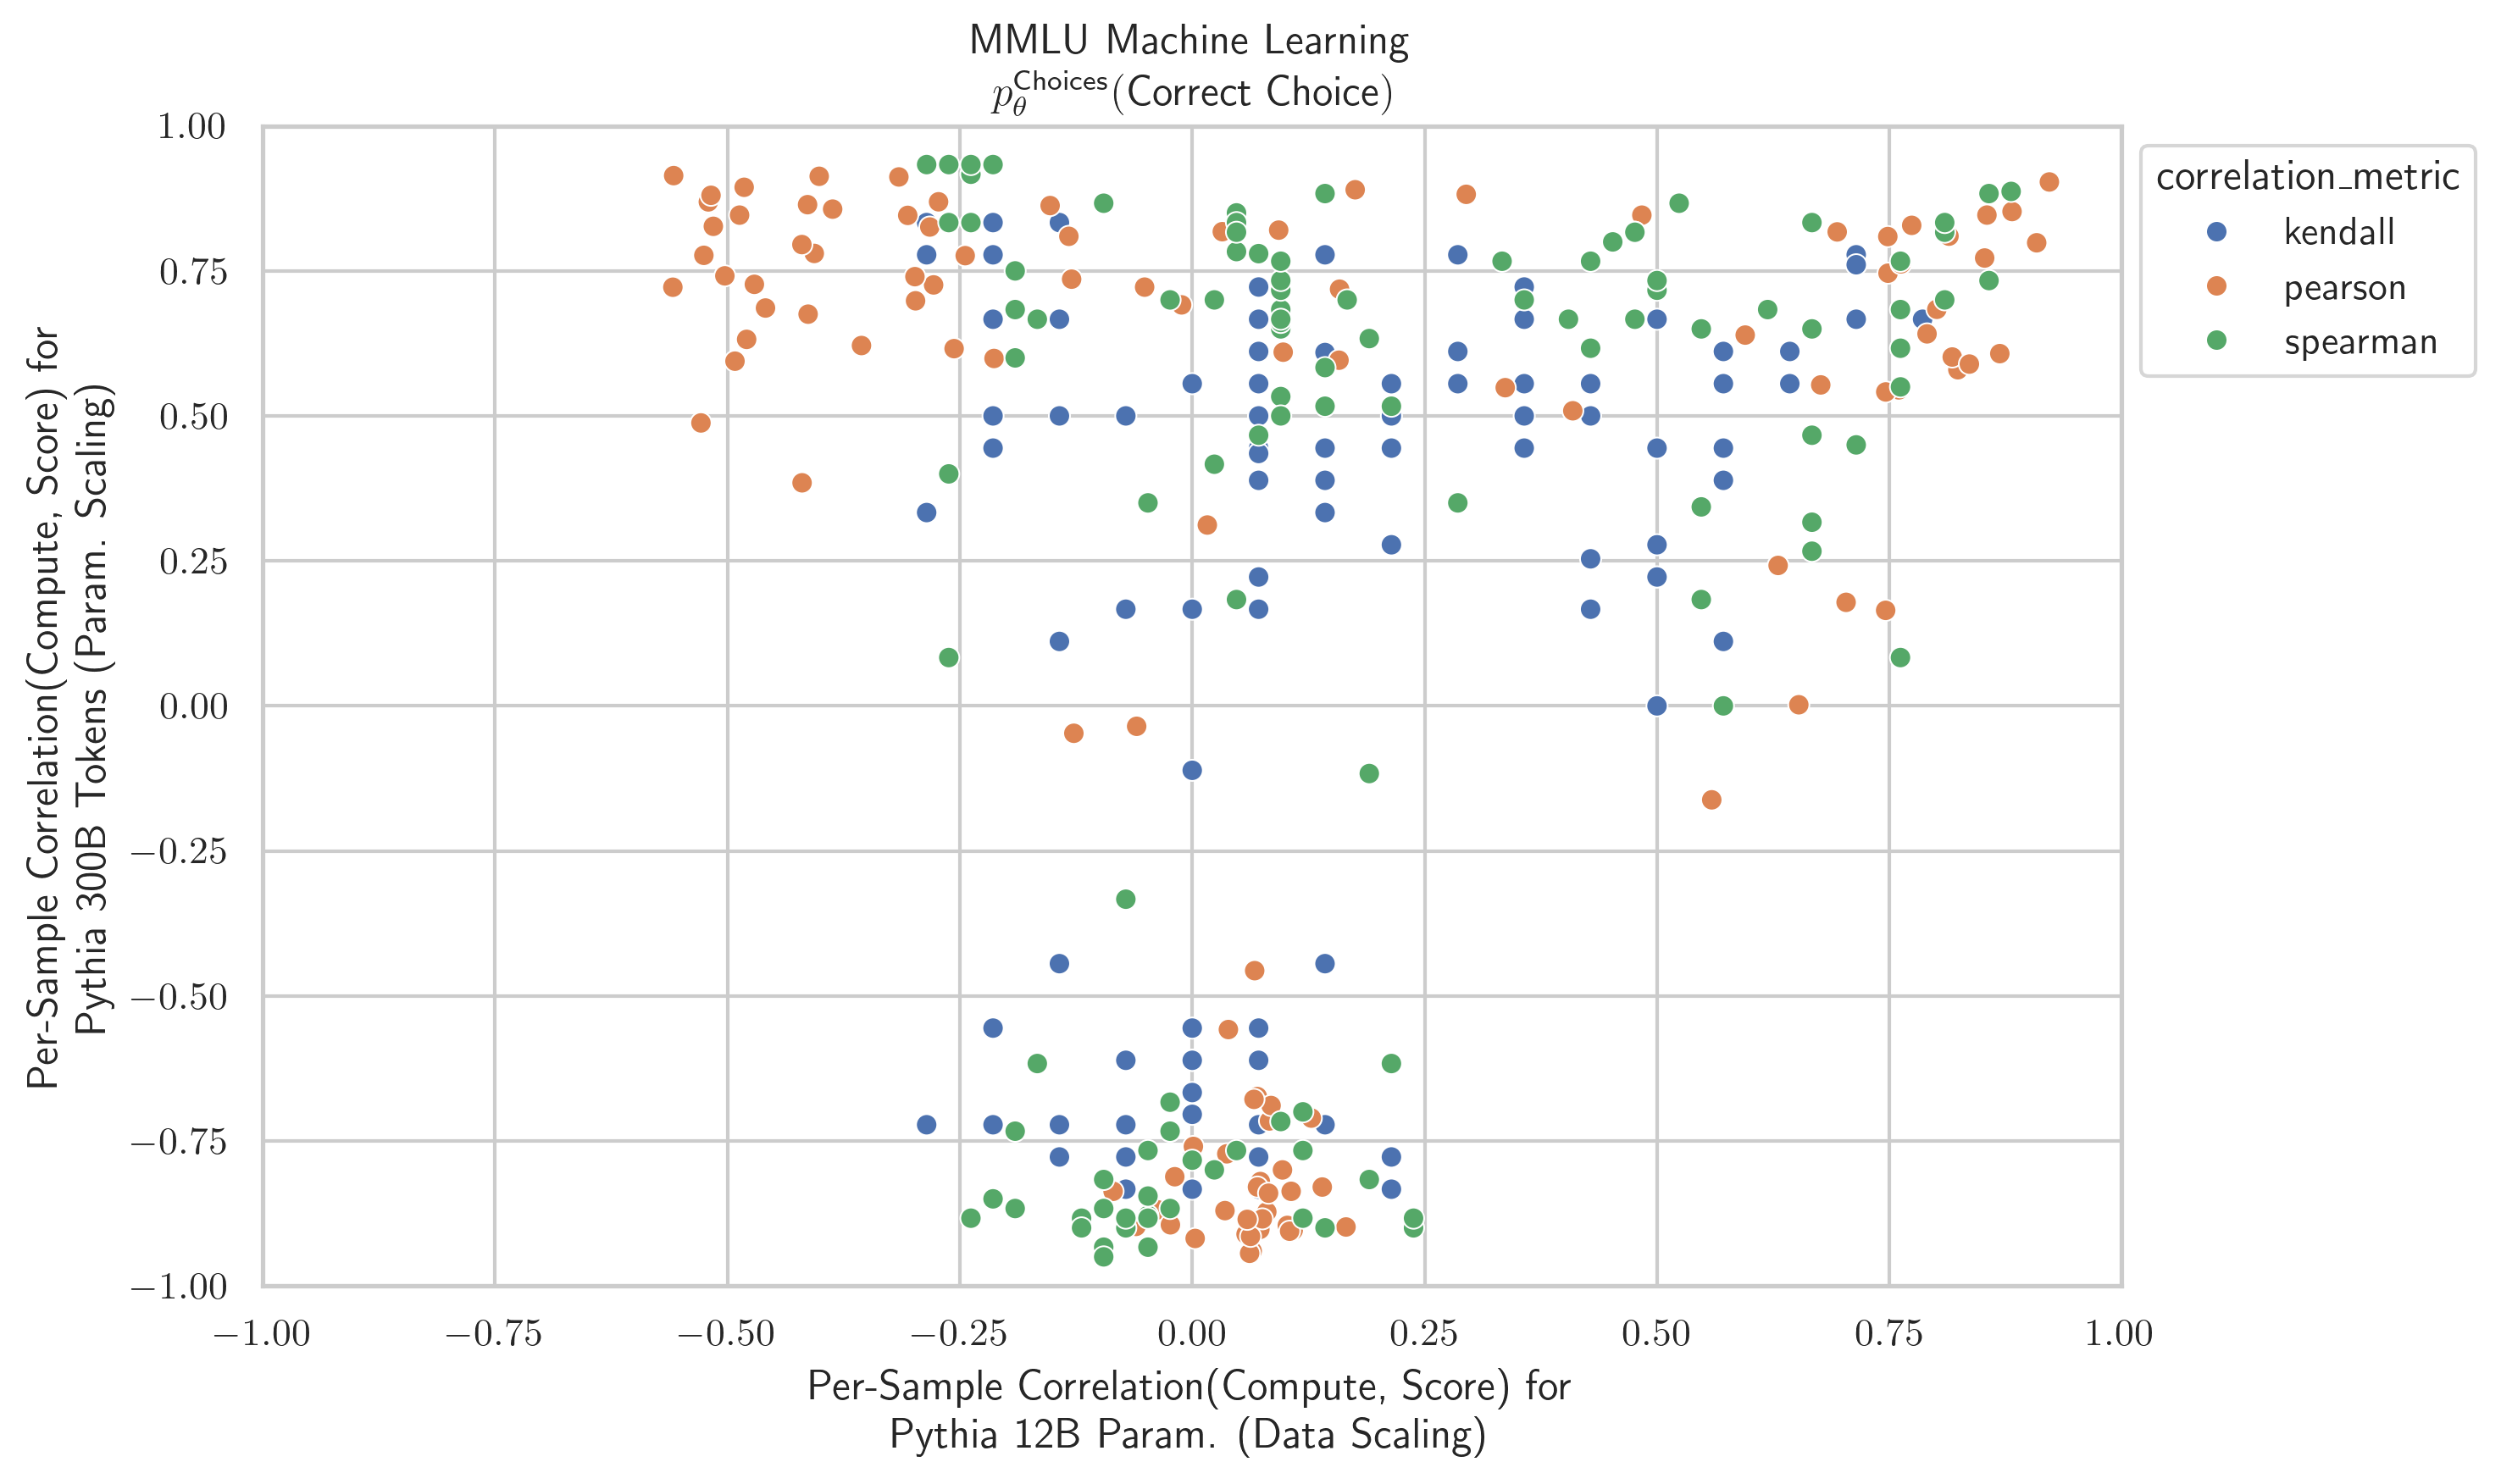 MMLU Machine Learning
p_θ^Choices(Correct Choice)
Per-Sample Correlation(Compute, Score) for
Pythia 300B Tokens (Param. Scaling)
1.00
0.75
0.50
0.25
0.00
−0.25
−0.50
−0.75
−1.00
−1.00 −0.75 −0.50 −0.25 0.00 0.25 0.50 0.75 1.00
Per-Sample Correlation(Compute, Score) for
Pythia 12B Param. (Data Scaling)
correlation_metric
kendall
pearson
spearman